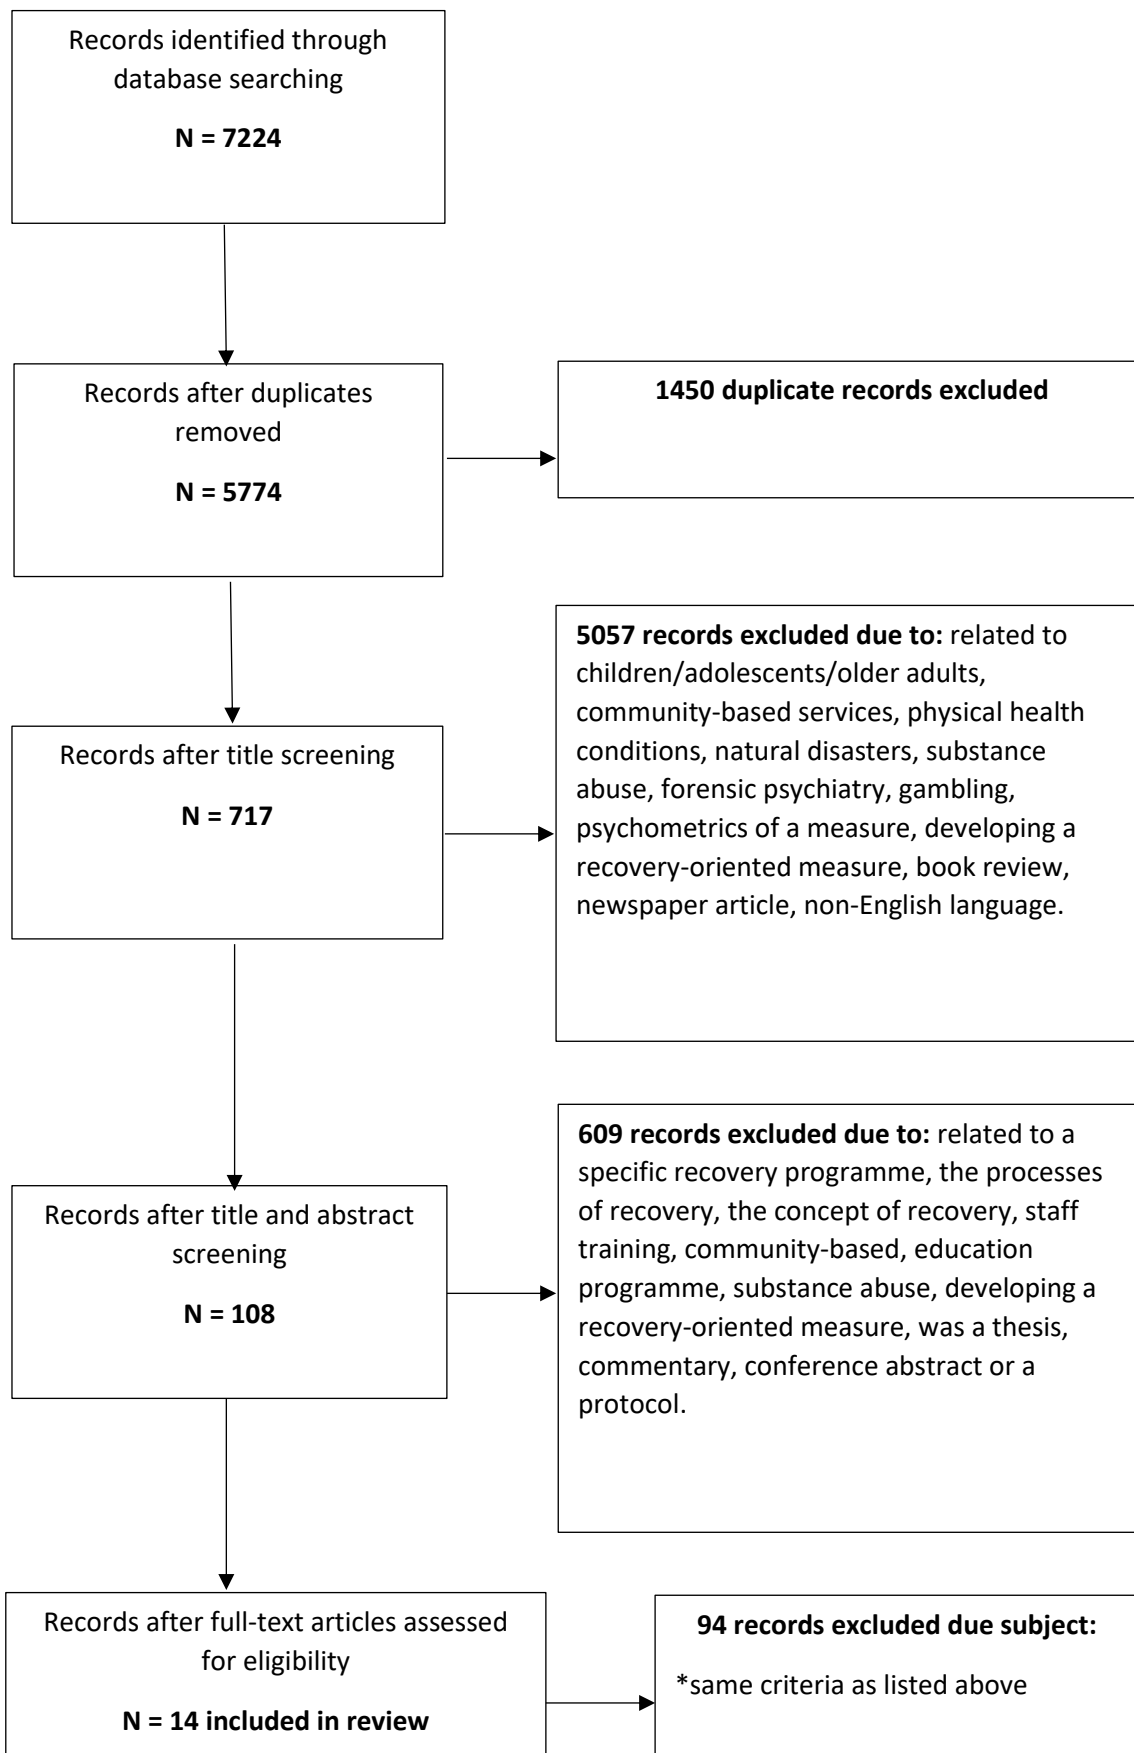 Records identified through
database searching
N = 7224
Records after duplicates
removed
N = 5774
1450 duplicate records excluded
5057 records excluded due to: related to
children/adolescents/older adults,
community-based services, physical health
conditions, natural disasters, substance
abuse, forensic psychiatry, gambling,
psychometrics of a measure, developing a
recovery-oriented measure, book review,
newspaper article, non-English language.
Records after title screening
N = 717
609 records excluded due to: related to a
specific recovery programme, the processes
of recovery, the concept of recovery, staff
training, community-based, education
programme, substance abuse, developing a
recovery-oriented measure, was a thesis,
commentary, conference abstract or a
protocol.
Records after title and abstract
screening
N = 108
Records after full-text articles assessed
for eligibility
N = 14 included in review
94 records excluded due subject:
*same criteria as listed above